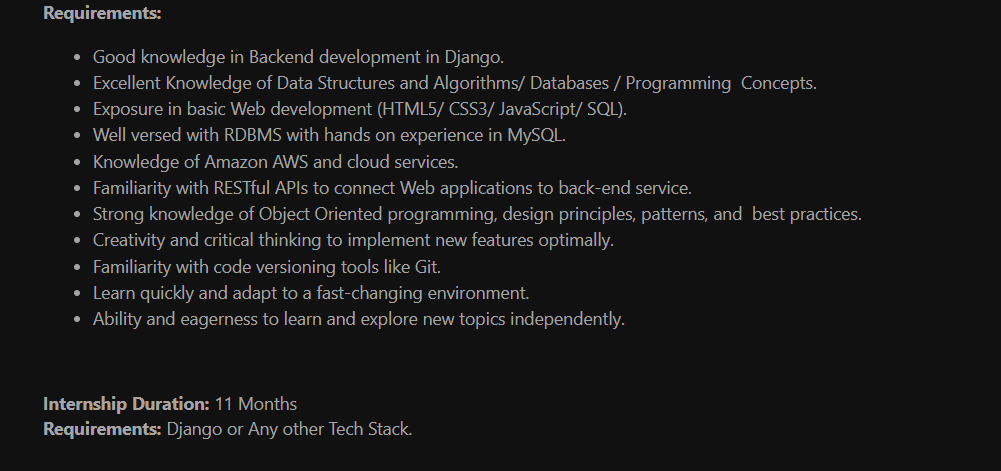 Requirements:
• Good knowledge in Backend development in Django.
• Excellent Knowledge of Data Structures and Algorithms/ Databases / Programming  Concepts.
• Exposure in basic Web development (HTML5/ CSS3/ JavaScript/ SQL).
• Well versed with RDBMS with hands on experience in MySQL.
• Knowledge of Amazon AWS and cloud services.
• Familiarity with RESTful APIs to connect Web applications to back-end service.
• Strong knowledge of Object Oriented programming, design principles, patterns, and  best practices.
• Creativity and critical thinking to implement new features optimally.
• Familiarity with code versioning tools like Git.
• Learn quickly and adapt to a fast-changing environment.
• Ability and eagerness to learn and explore new topics independently.
Internship Duration: 11 Months
Requirements: Django or Any other Tech Stack.